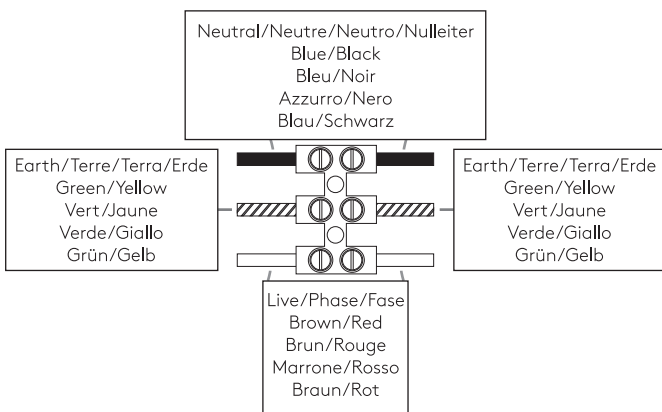 Neutral/Neutre/Neutro/Nulleiter
Blue/Black
Bleu/Noir
Azzurro/Nero
Blau/Schwarz
Earth/Terre/Terra/Erde
Green/Yellow
Vert/Jaune
Verde/Giallo
Grün/Gelb
Earth/Terre/Terra/Erde
Green/Yellow
Vert/Jaune
Verde/Giallo
Grün/Gelb
Live/Phase/Fase
Brown/Red
Brun/Rouge
Marrone/Rosso
Braun/Rot